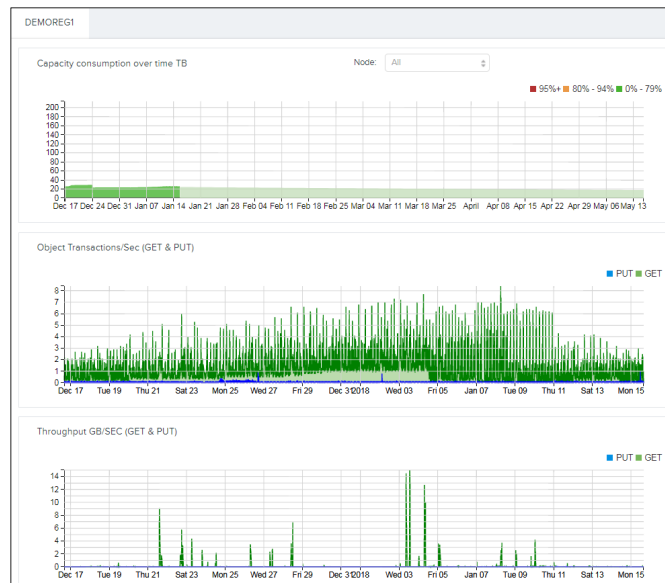 DEMOREG1
Capacity consumption over time TB
Node: All
95%+ 80% - 94% 0% - 79%
200
180
160
140
120
100
80
60
40
20
0
Dec 17 Dec 24 Dec 31 Jan 07 Jan 14 Jan 21 Jan 28 Feb 04 Feb 11 Feb 18 Feb 25 Mar 04 Mar 11 Mar 18 Mar 25 April Apr 08 Apr 15 Apr 22 Apr 29 May 06 May 13
Object Transactions/Sec (GET & PUT)
PUT GET
8
7
6
5
4
3
2
1
0
Dec 17 Tue 19 Thu 21 Sat 23 Mon 25 Wed 27 Fri 29 Dec 31 2018 Wed 03 Fri 05 Jan 07 Tue 09 Thu 11 Sat 13 Mon 15
Throughput GB/SEC (GET & PUT)
PUT GET
14
12
10
8
6
4
2
0
Dec 17 Tue 19 Thu 21 Sat 23 Mon 25 Wed 27 Fri 29 Dec 31 2018 Wed 03 Fri 05 Jan 07 Tue 09 Thu 11 Sat 13 Mon 15